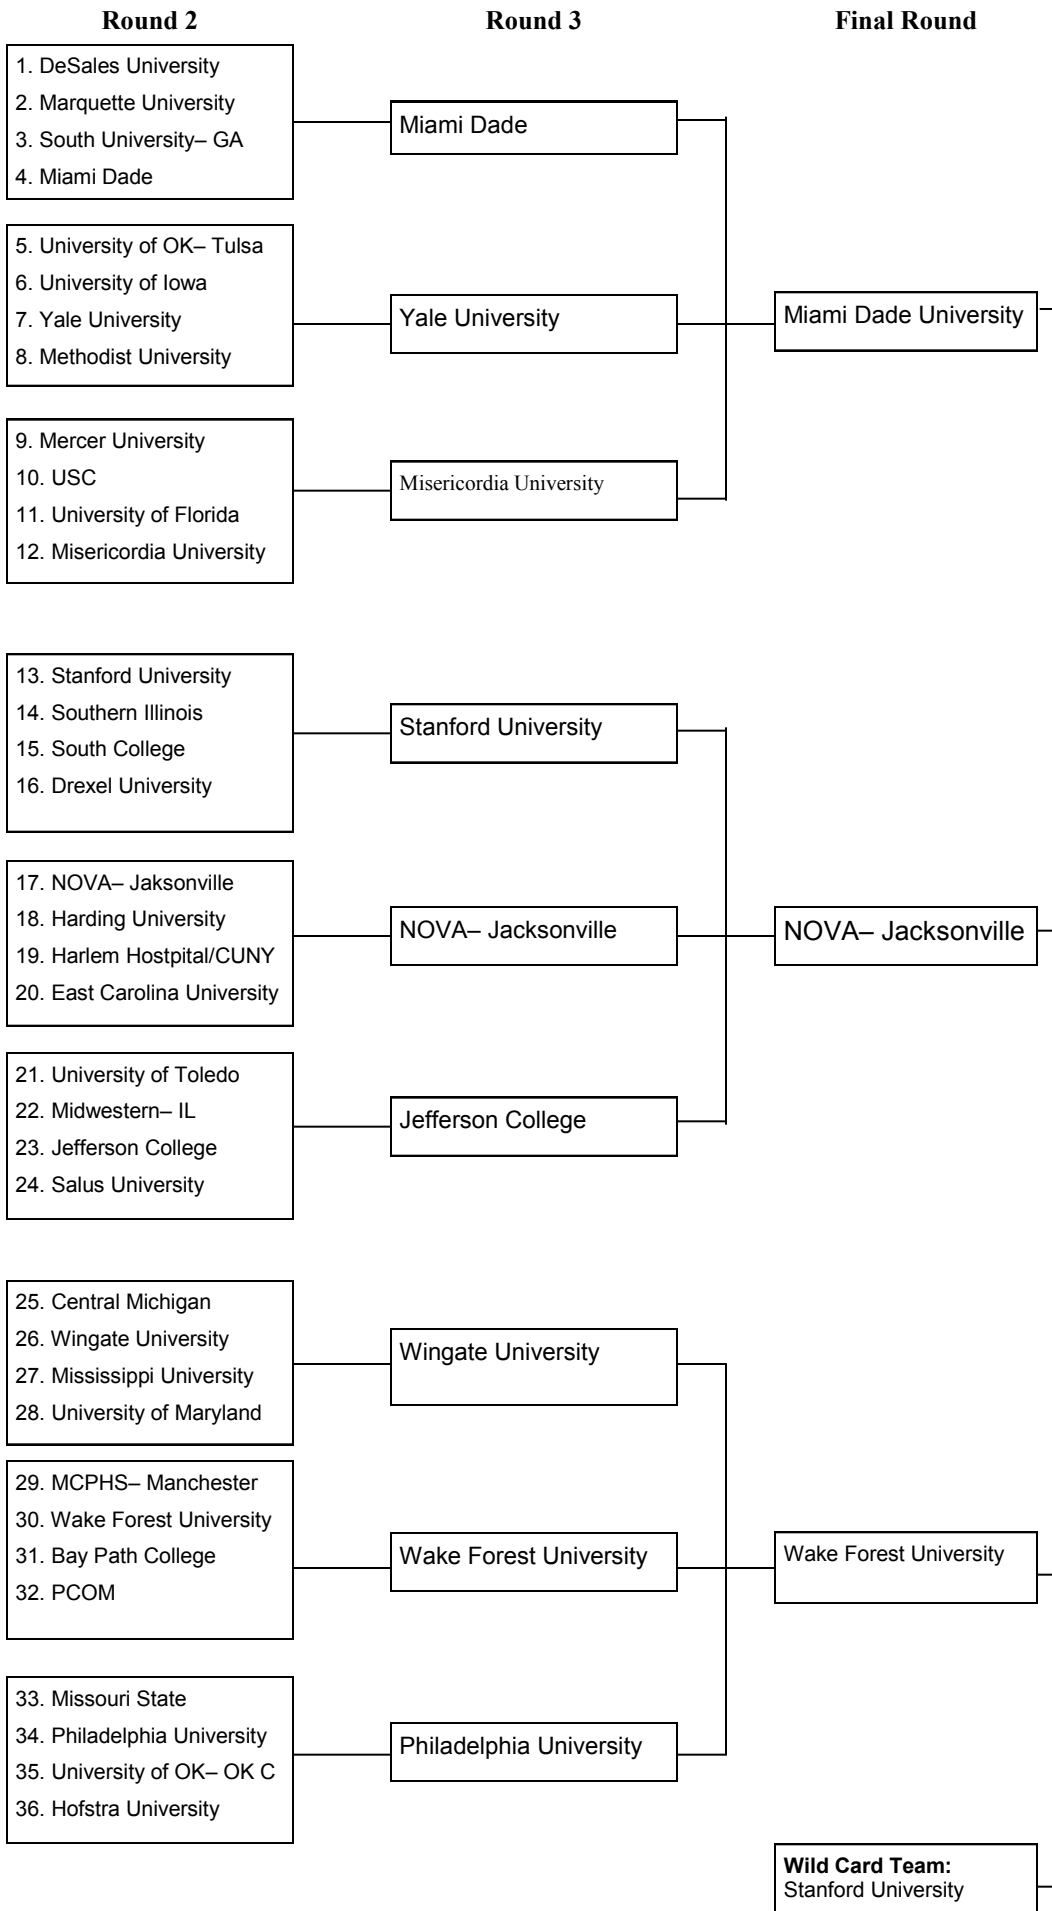 Round 2
Round 3
Final Round
1. DeSales University
2. Marquette University
3. South University– GA
4. Miami Dade
Miami Dade
5. University of OK– Tulsa
6. University of Iowa
7. Yale University
8. Methodist University
Yale University
Miami Dade University
9. Mercer University
10. USC
11. University of Florida
12. Misericordia University
Misericordia University
13. Stanford University
14. Southern Illinois
15. South College
16. Drexel University
Stanford University
17. NOVA– Jaksonville
18. Harding University
19. Harlem Hostpital/CUNY
20. East Carolina University
NOVA– Jacksonville
NOVA– Jacksonville
21. University of Toledo
22. Midwestern– IL
23. Jefferson College
24. Salus University
Jefferson College
25. Central Michigan
26. Wingate University
27. Mississippi University
28. University of Maryland
Wingate University
29. MCPHS– Manchester
30. Wake Forest University
31. Bay Path College
32. PCOM
Wake Forest University
Wake Forest University
33. Missouri State
34. Philadelphia University
35. University of OK– OK C
36. Hofstra University
Philadelphia University
Wild Card Team:
Stanford University